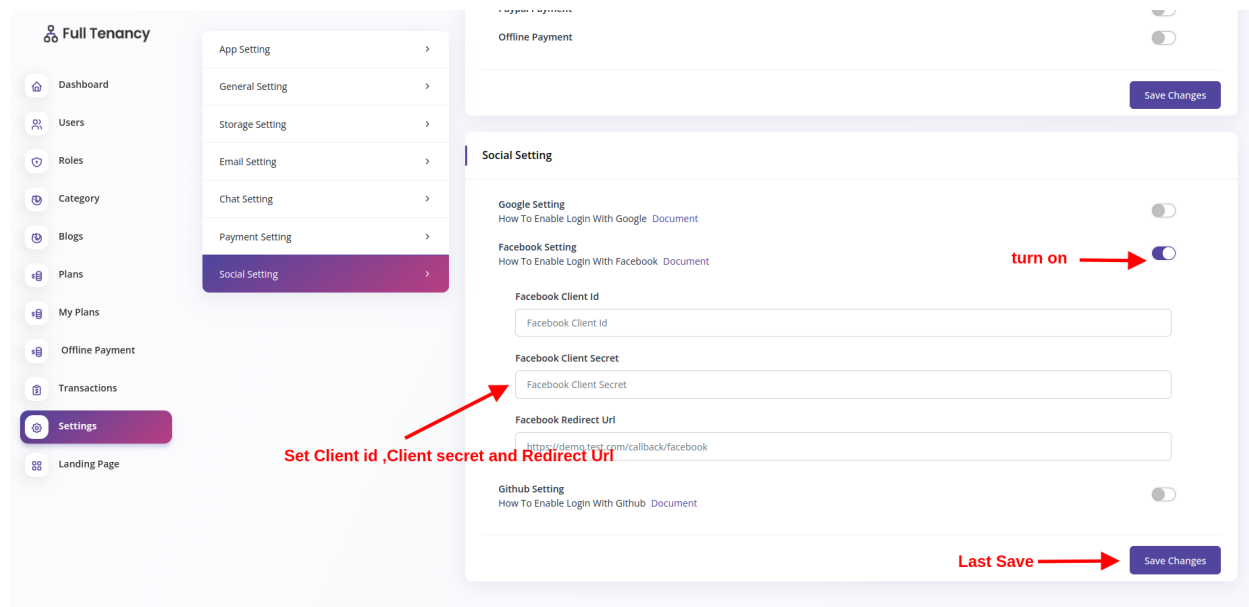 Full Tenancy
Dashboard
Users
Roles
Category
Blogs
Plans
My Plans
Offline Payment
Transactions
Settings
Landing Page
App Setting
General Setting
Storage Setting
Email Setting
Chat Setting
Payment Setting
Social Setting
Paypal Payment
Offline Payment
Save Changes
Social Setting
Google Setting
How To Enable Login With Google Document
Facebook Setting
How To Enable Login With Facebook Document
turn on
Facebook Client Id
Facebook Client Id
Facebook Client Secret
Facebook Client Secret
Facebook Redirect Url
https://demo.test.com/callback/facebook
Set Client id ,Client secret and Redirect Url
Github Setting
How To Enable Login With Github Document
Last Save
Save Changes